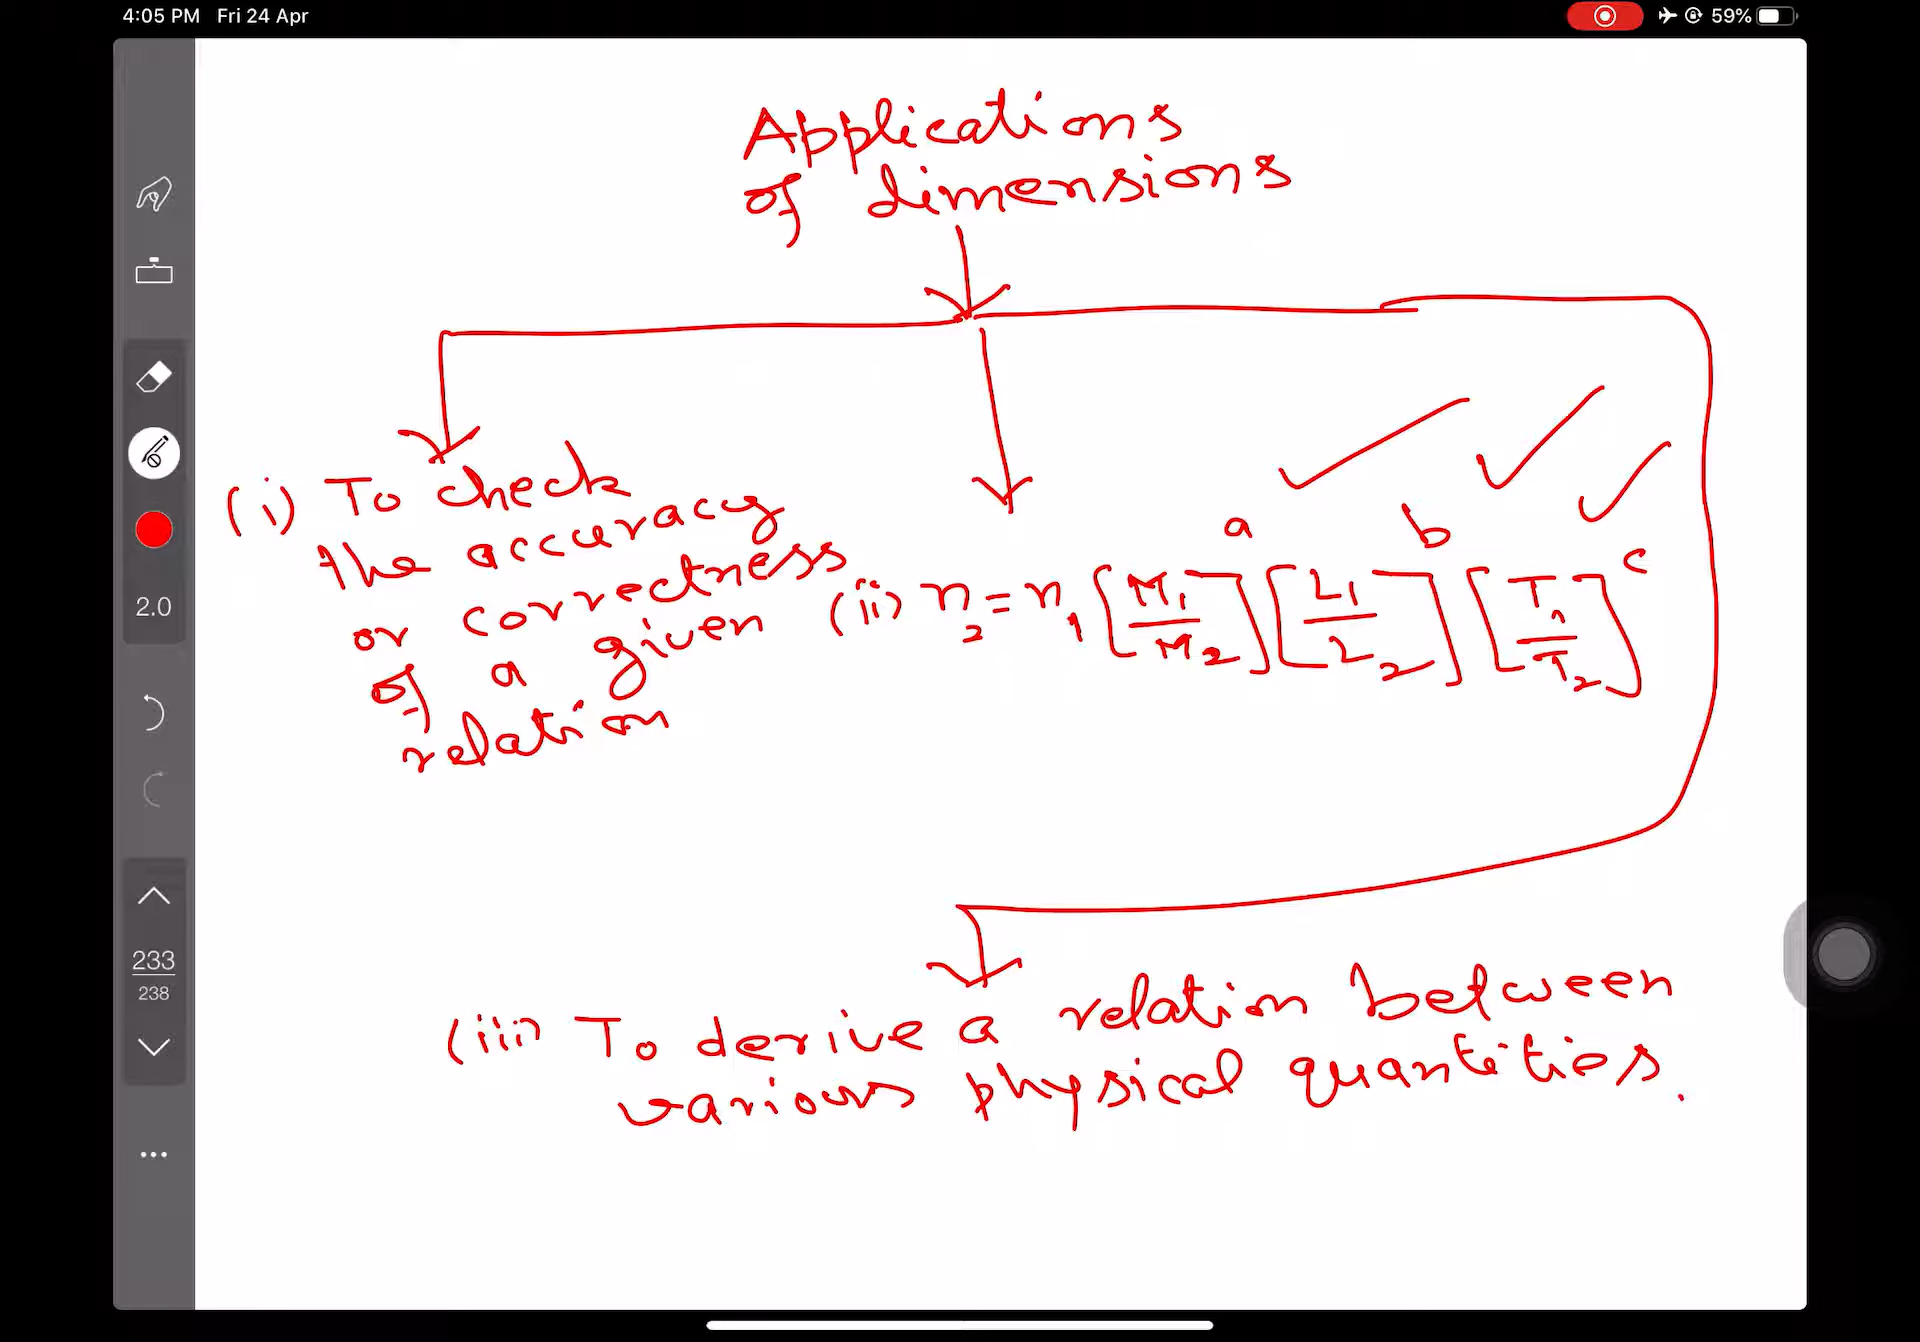 4:05 PM Fri 24 Apr
59%
Applications
of dimensions
(i) To check
the accuracy
or correctness
of a given
relation
(ii) n₂ = n₁ [M₁/M₂]^a [L₁/L₂]^b [T₁/T₂]^c
(iii) To derive a relation between
various physical quantities.
2.0
233
238